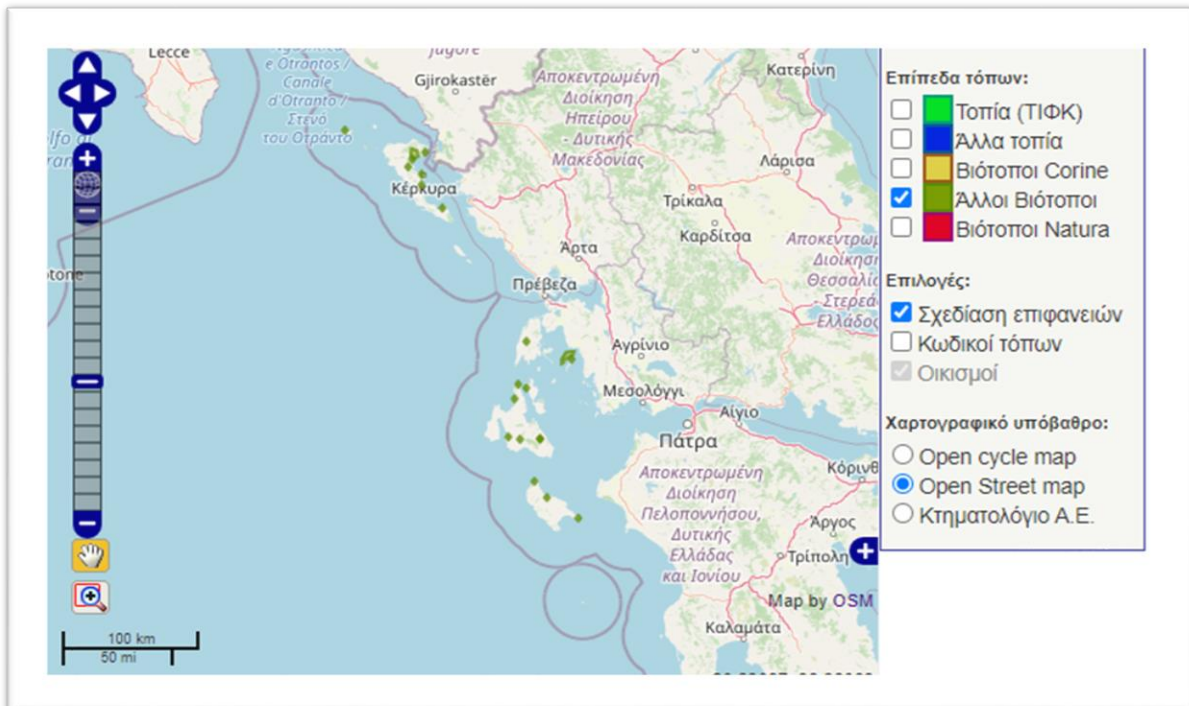 Lecce
e Otrantos /
Canale
d'Otranto /
Στενό
του Οτράντο
Gjirokastër
Αποκεντρωμένη
Διοίκηση
Ηπείρου
- Δυτικής
Μακεδονίας
Κατερίνη
Λάρισα
Τρίκαλα
Καρδίτσα
Κέρκυρα
Άρτα
Πρέβεζα
Αγρίνιο
Μεσολόγγι
Αίγιο
Πάτρα
Αποκεντρωμένη
Διοίκηση
Πελοποννήσου,
Δυτικής
Ελλάδας
και Ιονίου
Άργος
Τρίπολη
Καλαμάτα
Map by OSM
100 km
50 mi
Επίπεδα τόπων:
Τοπία (ΤΙΦΚ)
Άλλα τοπία
Βιότοποι Corine
Άλλοι Βιότοποι
Βιότοποι Natura
Επιλογές:
Σχεδίαση επιφανειών
Κωδικοί τόπων
Οικισμοί
Χαρτογραφικό υπόβαθρο:
Open cycle map
Open Street map
Κτηματολόγιο Α.Ε.